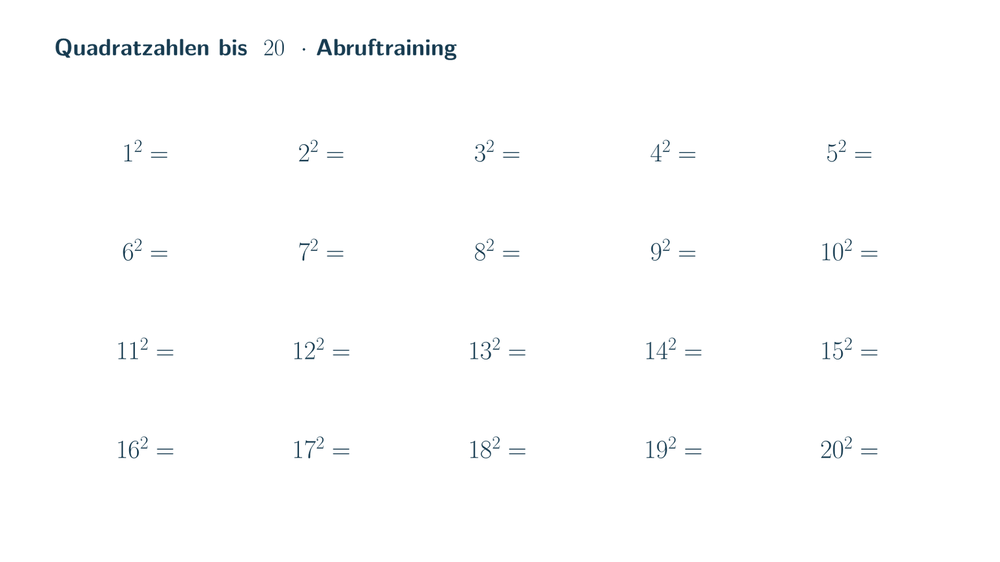 Quadratzahlen bis 20 · Abruftraining
1² = 2² = 3² = 4² = 5² =
6² = 7² = 8² = 9² = 10² =
11² = 12² = 13² = 14² = 15² =
16² = 17² = 18² = 19² = 20² =